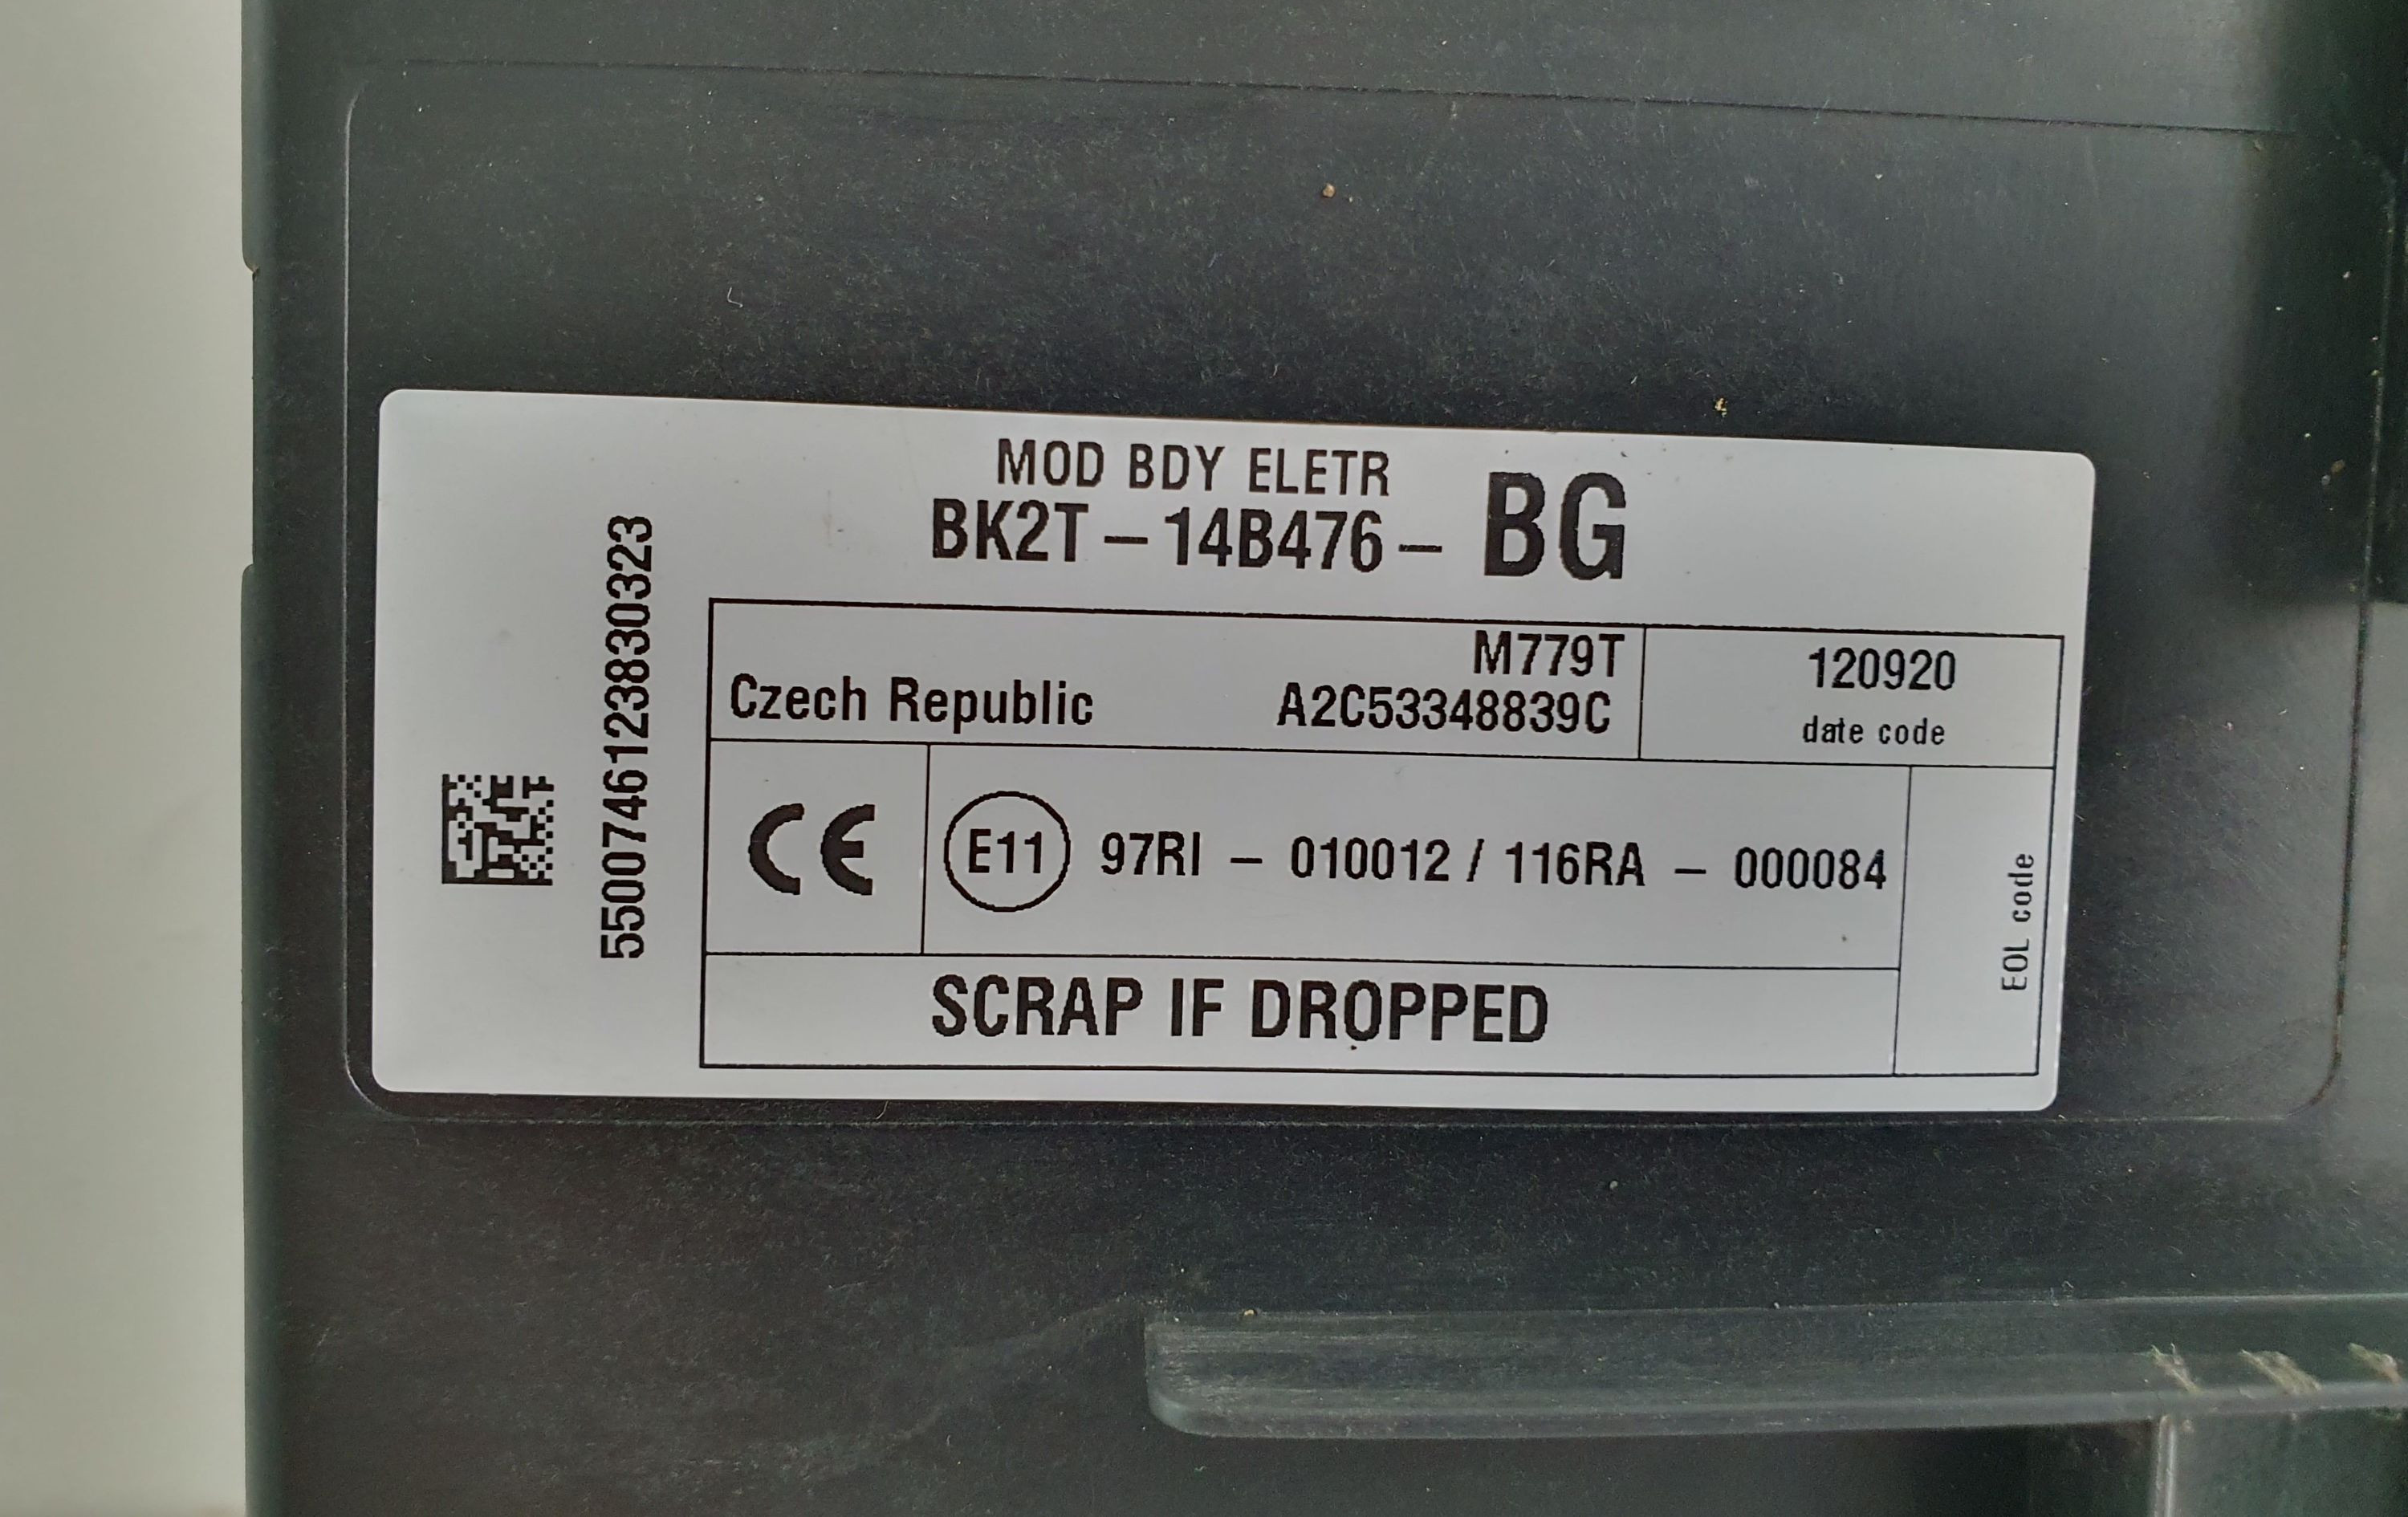 MOD BDY ELETR
BK2T – 14B476 – BG
5500746123830323
M779T
Czech Republic A2C53348839C
120920
date code
CE
E11 97RI – 010012 / 116RA – 000084
EOL code
SCRAP IF DROPPED